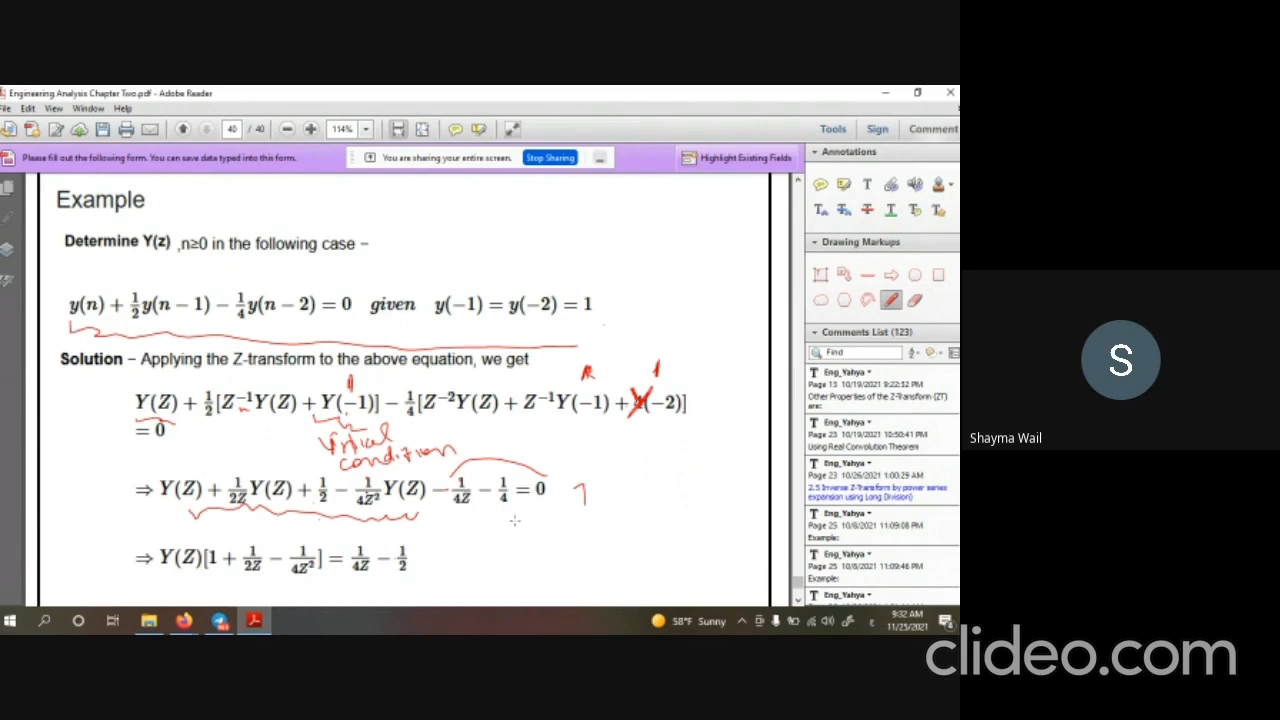 Engineering Analysis Chapter Two.pdf - Adobe Reader
File Edit View Window Help
40 / 40 114% Tools Sign Comment
Please fill out the following form. You can save data typed into this form.
You are sharing your entire screen. Stop Sharing
Highlight Existing Fields
Example
Determine Y(z) ,n≥0 in the following case −
y(n) + 1/2 y(n − 1) − 1/4 y(n − 2) = 0 given y(−1) = y(−2) = 1
Solution − Applying the Z-transform to the above equation, we get
Y(Z) + 1/2 [Z⁻¹Y(Z) + Y(−1)] − 1/4 [Z⁻²Y(Z) + Z⁻¹Y(−1) + (−2)]
= 0
initial
condition
⇒ Y(Z) + 1/2Z Y(Z) + 1/2 − 1/4Z² Y(Z) − 1/4Z − 1/4 = 0
⇒ Y(Z)[1 + 1/2Z − 1/4Z²] = 1/4Z − 1/2
Annotations
Drawing Markups
Comments List (123)
Find
Eng_Yahya
Page 13 10/19/2021 9:22:32 PM
Other Properties of the Z-Transform (ZT)
are:
Eng_Yahya
Page 23 10/19/2021 10:50:41 PM
Using Real Convolution Theorem
Eng_Yahya
Page 23 10/26/2021 1:00:29 AM
2.5 Inverse Z-Transform by power series
expansion using Long Division)
Eng_Yahya
Page 25 10/8/2021 11:09:08 PM
Example:
Eng_Yahya
Page 25 10/8/2021 11:09:46 PM
Example:
Eng_Yahya
58°F Sunny
9:32 AM
11/25/2021
S
Shayma Wail
clideo.com